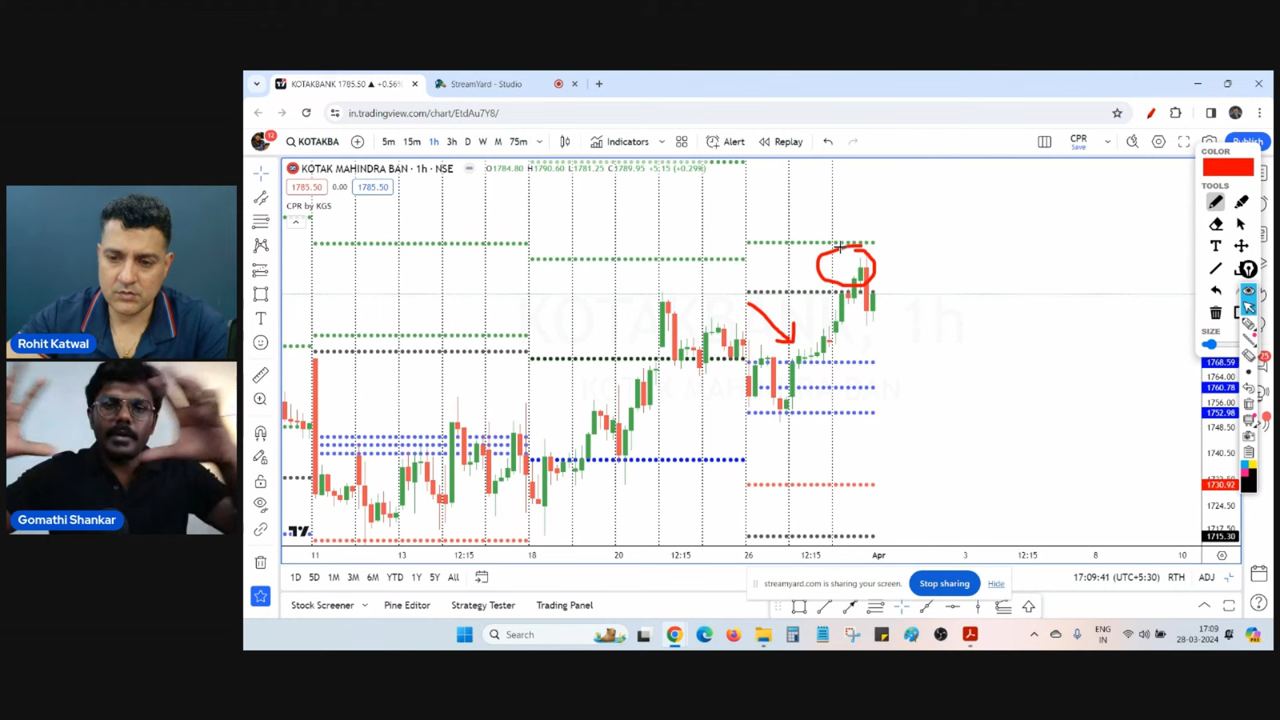 KOTAKBANK 1785.50 ▲ +0.56%
StreamYard - Studio
in.tradingview.com/chart/EtdAu7Y8/
12
KOTAKBA
5m 15m 1h 3h D W M 75m
Indicators
Alert
Replay
CPR
Save
Publish
COLOR
TOOLS
SIZE
KOTAK MAHINDRA BAN · 1h · NSE
O1784.80 H1790.60 L1781.25 C1789.95 +5.15 (+0.29%)
1785.50 0.00 1785.50
CPR by KGS
Rohit Katwal
Gomathi Shankar
25
1768.59
1764.00
1760.78
1756.00
1752.98
1748.50
1740.50
1730.92
1724.50
1717.50
1715.30
11 13 12:15 18 20 12:15 26 12:15 Apr 3 12:15 8 10
1D 5D 1M 3M 6M YTD 1Y 5Y All
17:09:41 (UTC+5:30) RTH ADJ
streamyard.com is sharing your screen.
Stop sharing
Hide
Stock Screener
Pine Editor
Strategy Tester
Trading Panel
Search
ENG
IN
17:09
28-03-2024